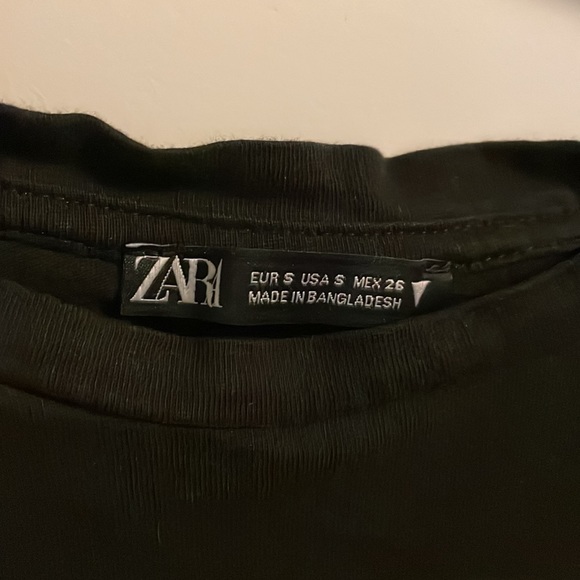 ZARA
EUR S USA S MEX 26
MADE IN BANGLADESH